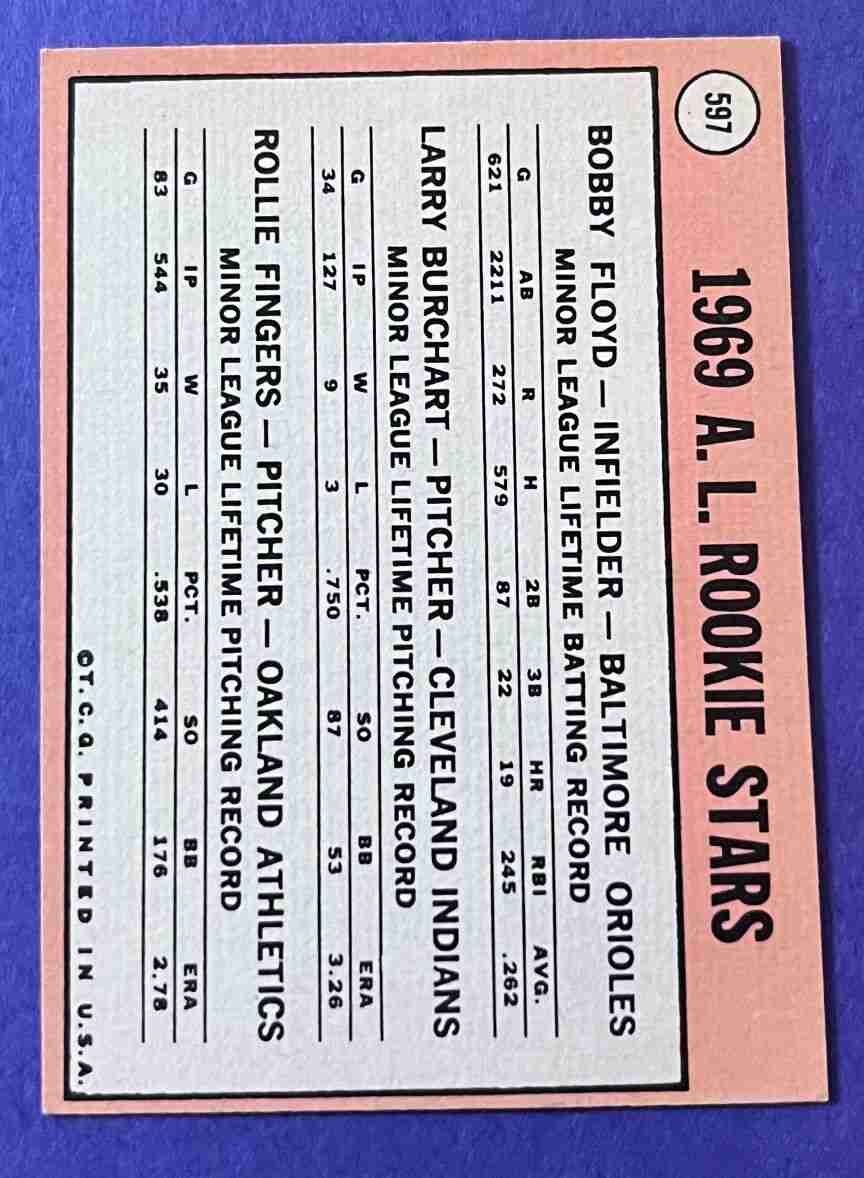 597
1969 A. L. ROOKIE STARS
BOBBY FLOYD — INFIELDER — BALTIMORE ORIOLES
MINOR LEAGUE LIFETIME BATTING RECORD
G AB R H 2B 3B HR RBI AVG.
621 2211 272 579 87 22 19 245 .262
LARRY BURCHART — PITCHER — CLEVELAND INDIANS
MINOR LEAGUE LIFETIME PITCHING RECORD
G IP W L PCT. SO BB ERA
34 127 9 3 .750 87 53 3.26
ROLLIE FINGERS — PITCHER — OAKLAND ATHLETICS
MINOR LEAGUE LIFETIME PITCHING RECORD
G IP W L PCT. SO BB ERA
83 544 35 30 .538 414 176 2.78
©T. C. G. PRINTED IN U.S.A.